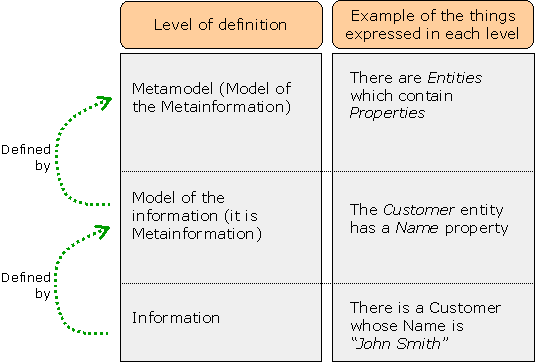 Level of definition
Example of the things
expressed in each level
Metamodel (Model of
the Metainformation)
There are Entities
which contain
Properties
Defined
by
Model of the
information (it is
Metainformation)
The Customer entity
has a Name property
Defined
by
Information
There is a Customer
whose Name is
“John Smith”